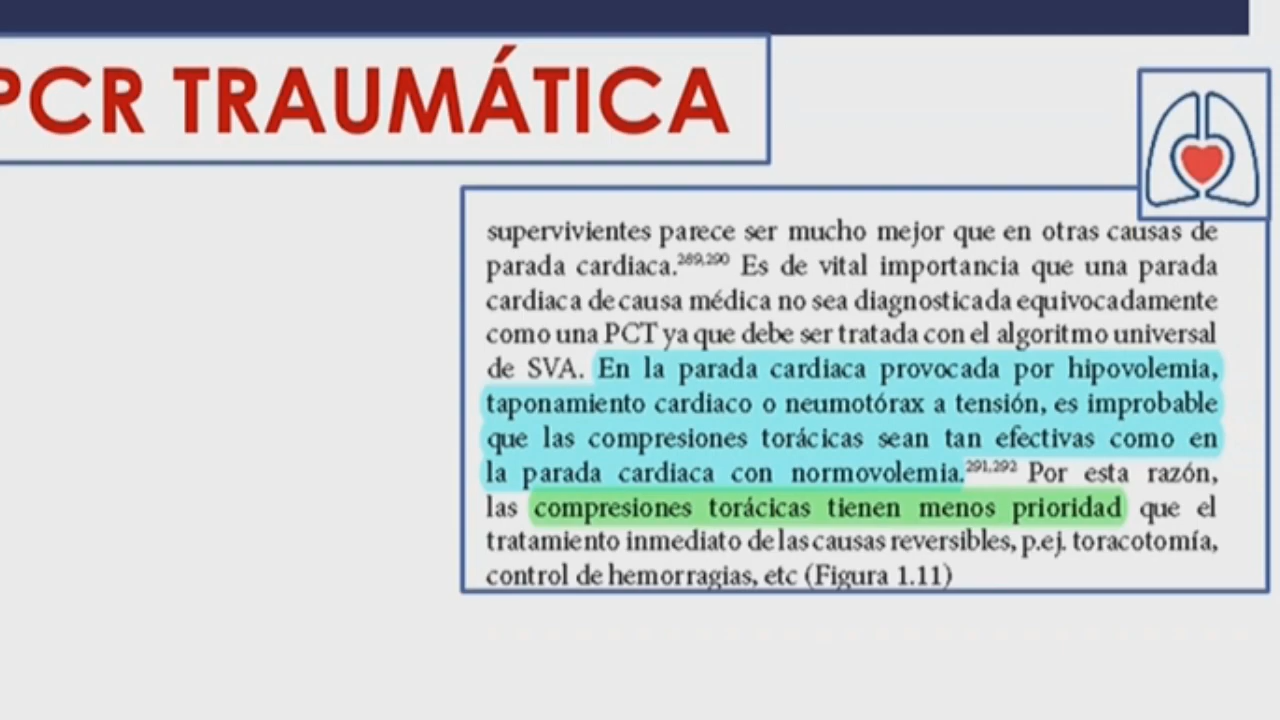 PCR TRAUMÁTICA
supervivientes parece ser mucho mejor que en otras causas de
parada cardiaca.289,290 Es de vital importancia que una parada
cardiaca de causa médica no sea diagnosticada equivocadamente
como una PCT ya que debe ser tratada con el algoritmo universal
de SVA. En la parada cardiaca provocada por hipovolemia,
taponamiento cardiaco o neumotórax a tensión, es improbable
que las compresiones torácicas sean tan efectivas como en
la parada cardiaca con normovolemia.291,292 Por esta razón,
las compresiones torácicas tienen menos prioridad que el
tratamiento inmediato de las causas reversibles, p.ej. toracotomía,
control de hemorragias, etc (Figura 1.11)